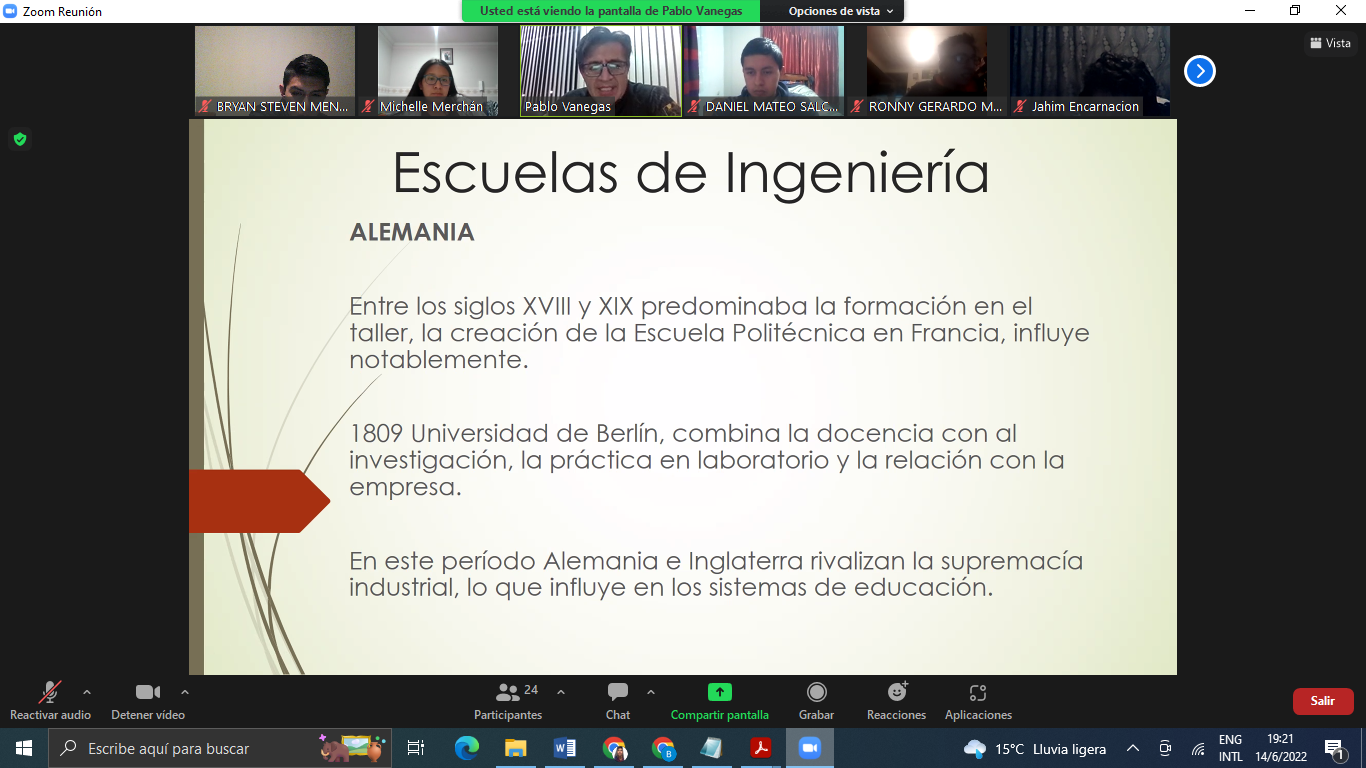 Zoom Reunión
Usted está viendo la pantalla de Pablo Vanegas
Opciones de vista
Vista
BRYAN STEVEN MEN...
Michelle Merchán
Pablo Vanegas
DANIEL MATEO SALC...
RONNY GERARDO M...
Jahim Encarnacion
Escuelas de Ingeniería
ALEMANIA
Entre los siglos XVIII y XIX predominaba la formación en el
taller, la creación de la Escuela Politécnica en Francia, influye
notablemente.
1809 Universidad de Berlín, combina la docencia con al
investigación, la práctica en laboratorio y la relación con la
empresa.
En este período Alemania e Inglaterra rivalizan la supremacía
industrial, lo que influye en los sistemas de educación.
Reactivar audio
Detener vídeo
24
Participantes
Chat
Compartir pantalla
Grabar
Reacciones
Aplicaciones
Salir
Escribe aquí para buscar
W
B
15°C Lluvia ligera
ENG
INTL
19:21
14/6/2022
1